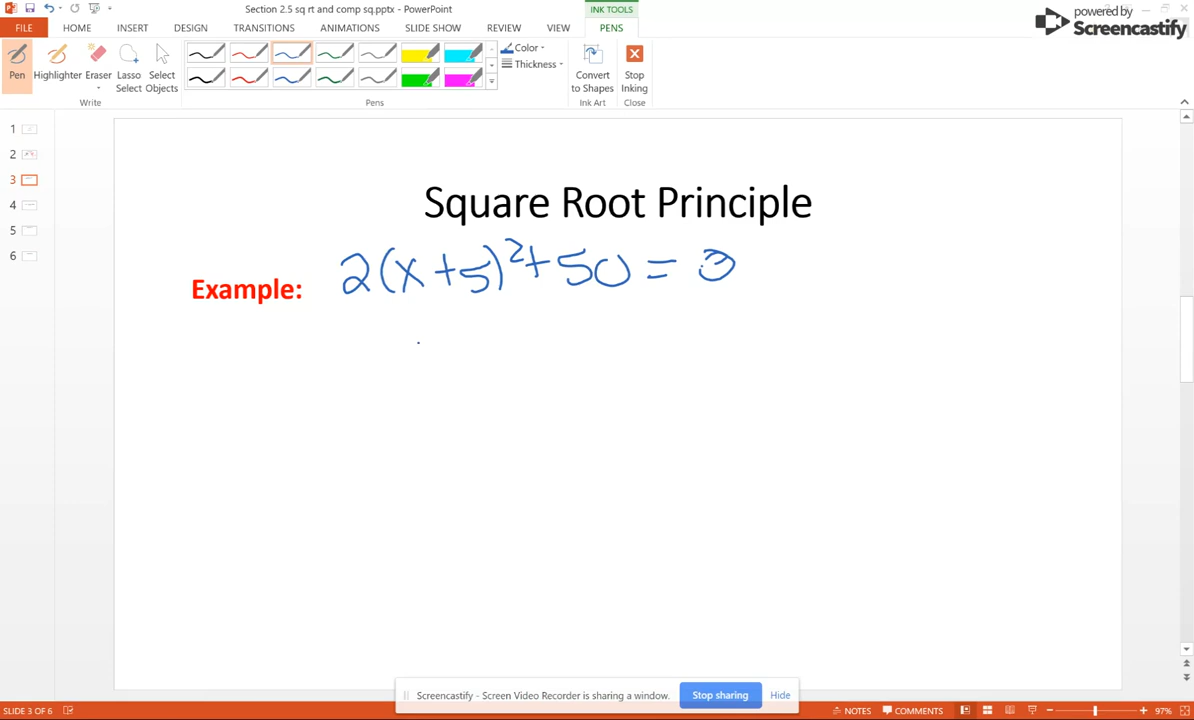 Section 2.5 sq rt and comp sq.pptx - PowerPoint
INK TOOLS
powered by
Screencastify
FILE HOME INSERT DESIGN TRANSITIONS ANIMATIONS SLIDE SHOW REVIEW VIEW PENS
Pen Highlighter Eraser Lasso Select Select Objects
Color
Thickness
Convert to Shapes
Stop Inking
Write Pens Ink Art Close
1
2
3
4
5
6
Square Root Principle
Example: 2(x+5)²+50=
Screencastify - Screen Video Recorder is sharing a window. Stop sharing Hide
SLIDE 3 OF 6 NOTES COMMENTS 97%